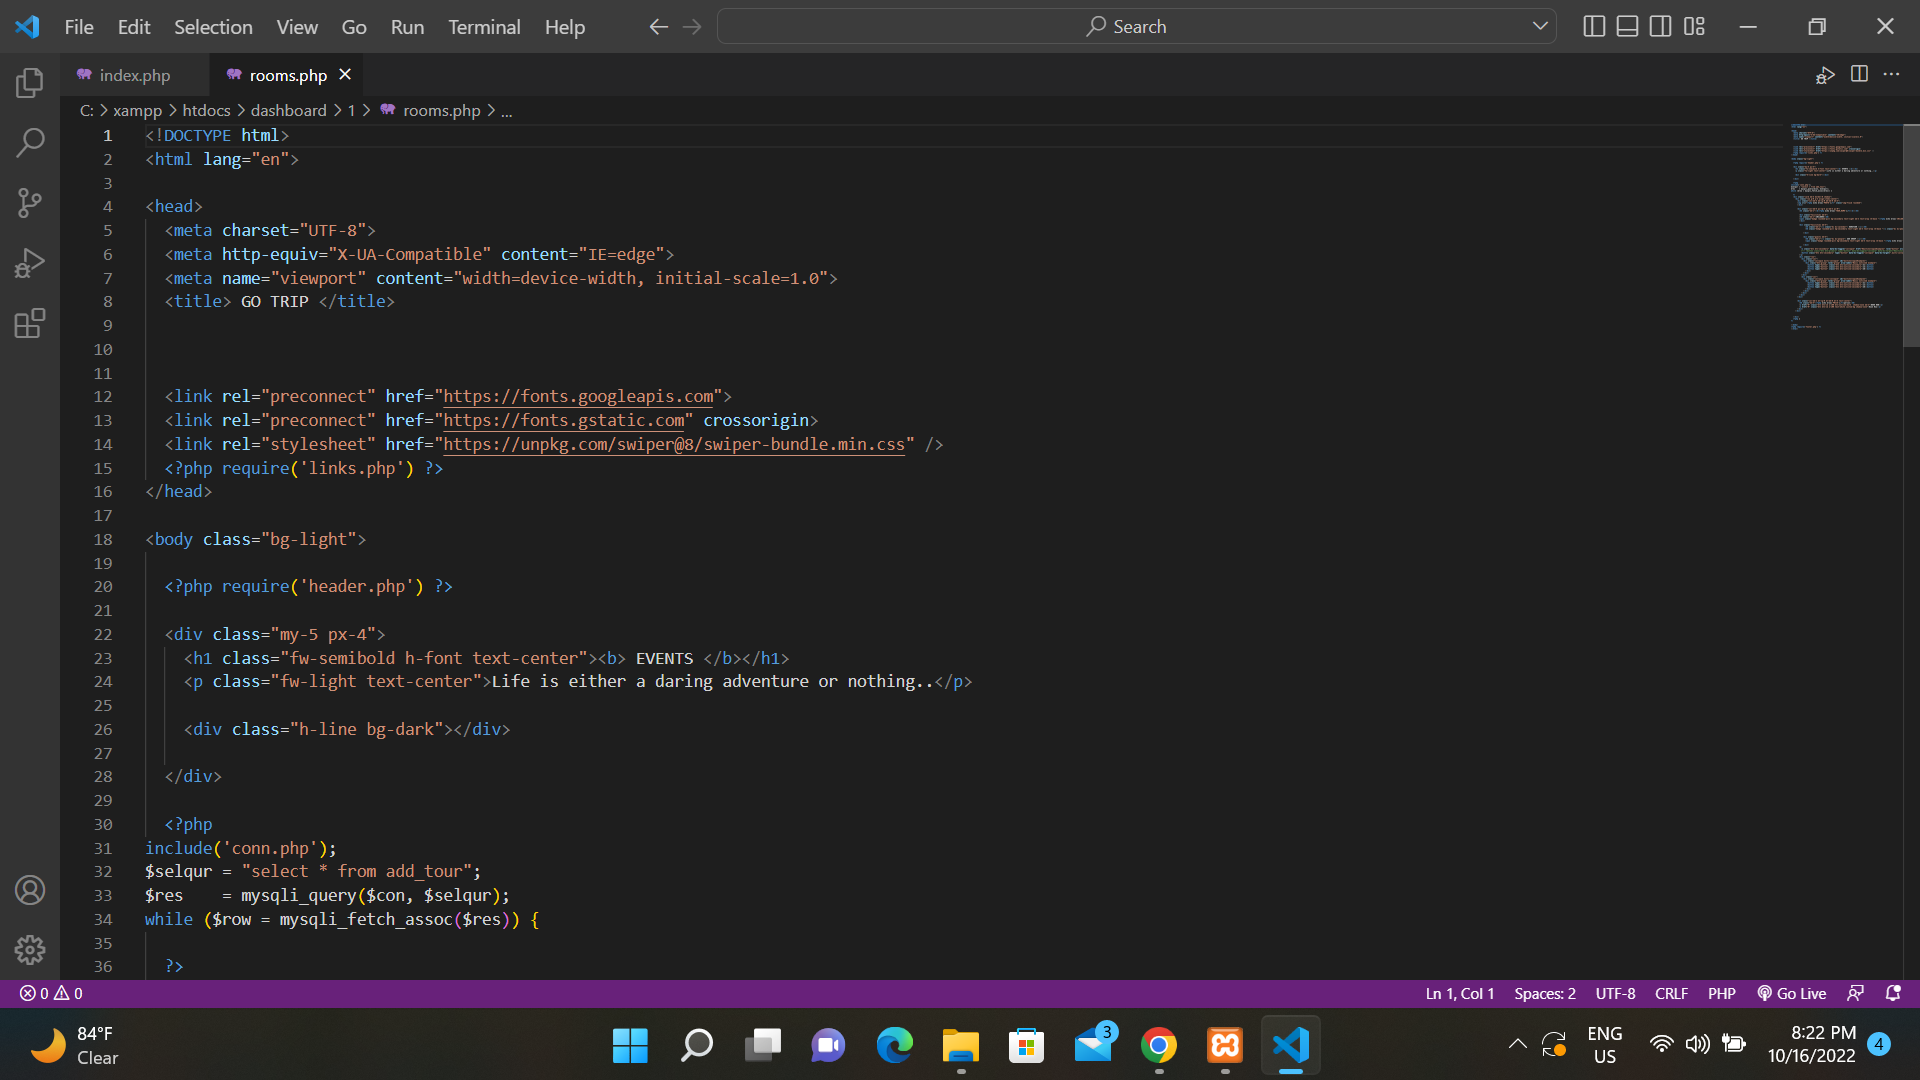 File Edit Selection View Go Run Terminal Help
Search
index.php
rooms.php
C: > xampp > htdocs > dashboard > 1 > rooms.php > ...
1 <!DOCTYPE html>
2 <html lang="en">
3
4 <head>
5 <meta charset="UTF-8">
6 <meta http-equiv="X-UA-Compatible" content="IE=edge">
7 <meta name="viewport" content="width=device-width, initial-scale=1.0">
8 <title> GO TRIP </title>
9
10
11
12 <link rel="preconnect" href="https://fonts.googleapis.com">
13 <link rel="preconnect" href="https://fonts.gstatic.com" crossorigin>
14 <link rel="stylesheet" href="https://unpkg.com/swiper@8/swiper-bundle.min.css" />
15 <?php require('links.php') ?>
16 </head>
17
18 <body class="bg-light">
19
20 <?php require('header.php') ?>
21
22 <div class="my-5 px-4">
23 <h1 class="fw-semibold h-font text-center"><b> EVENTS </b></h1>
24 <p class="fw-light text-center">Life is either a daring adventure or nothing..</p>
25
26 <div class="h-line bg-dark"></div>
27
28 </div>
29
30 <?php
31 include('conn.php');
32 $selqur = "select * from add_tour";
33 $res    = mysqli_query($con, $selqur);
34 while ($row = mysqli_fetch_assoc($res)) {
35
36 ?>
0 0
Ln 1, Col 1 Spaces: 2 UTF-8 CRLF PHP Go Live
84°F
Clear
3
ENG
US
8:22 PM
10/16/2022
4